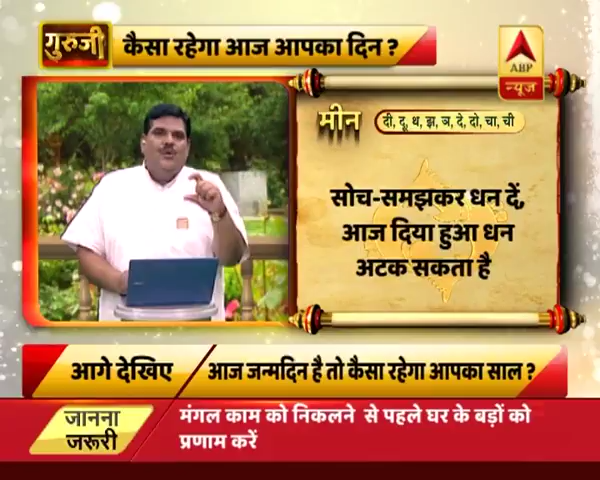 गुरुजी
कैसा रहेगा आज आपका दिन ?
ABP
न्यूज़
मीन
दी, दू, थ, झ, ञ, दे, दो, चा, ची
सोच-समझकर धन दें,
आज दिया हुआ धन
अटक सकता है
आगे देखिए
आज जन्मदिन है तो कैसा रहेगा आपका साल ?
जानना
जरूरी
मंगल काम को निकलने से पहले घर के बड़ों को
प्रणाम करें